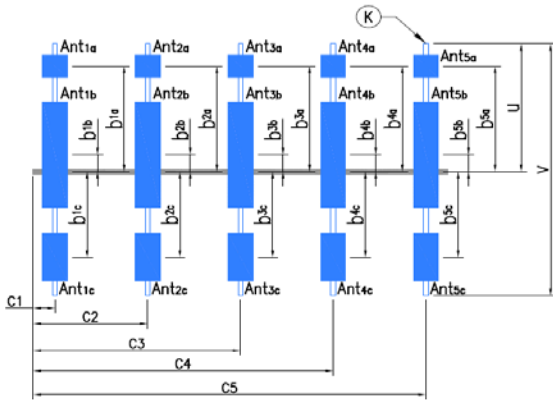 K
Ant1a Ant2a Ant3a Ant4a Ant5a
Ant1b Ant2b Ant3b Ant4b Ant5b
b1a b2a b3a b4a b5a
b1b b2b b3b b4b b5b
u
v
b1c b2c b3c b4c b5c
Ant1c Ant2c Ant3c Ant4c Ant5c
C1
C2
C3
C4
C5